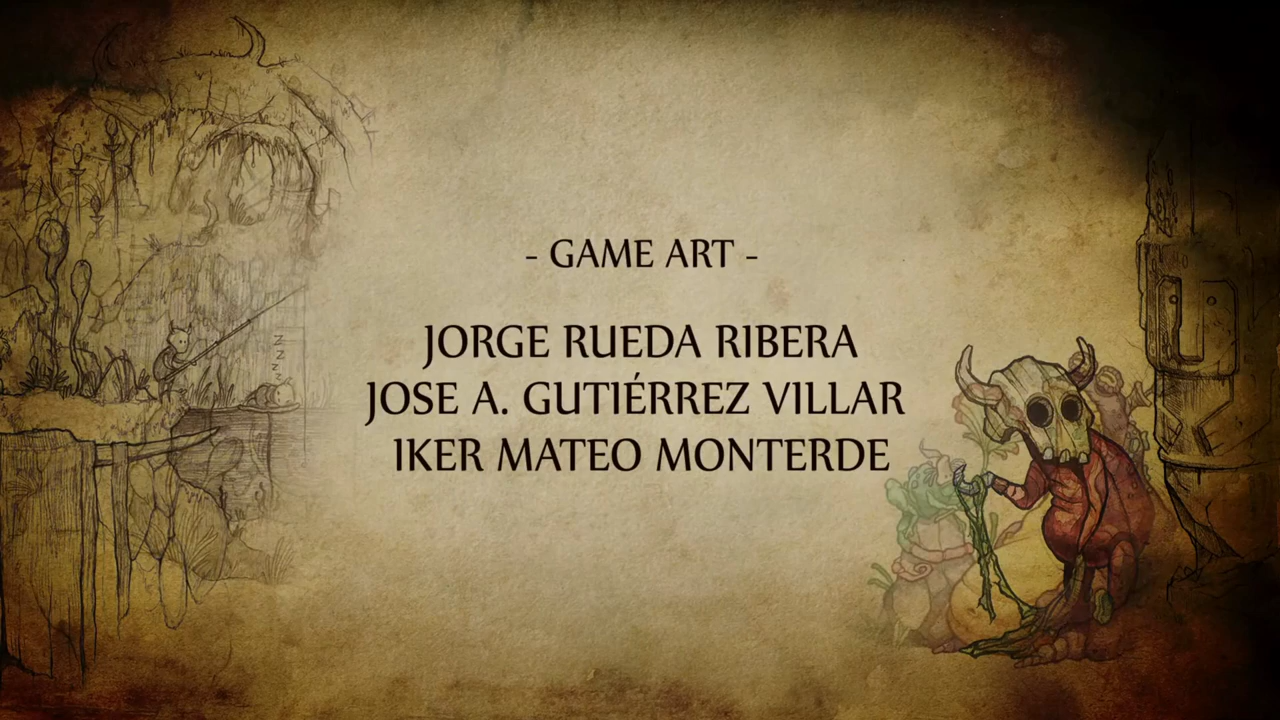 - GAME ART -
JORGE RUEDA RIBERA
JOSE A. GUTIÉRREZ VILLAR
IKER MATEO MONTERDE
Z
Z
Z
Z